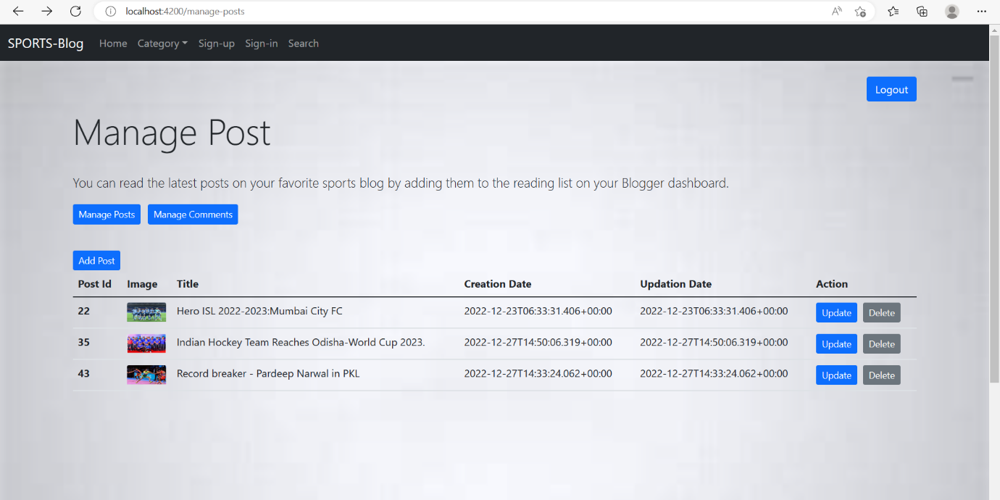 localhost:4200/manage-posts
SPORTS-Blog Home Category Sign-up Sign-in Search
Logout
Manage Post
You can read the latest posts on your favorite sports blog by adding them to the reading list on your Blogger dashboard.
Manage Posts Manage Comments
Add Post
Post Id Image Title Creation Date Updation Date Action
22 Hero ISL 2022-2023:Mumbai City FC 2022-12-23T06:33:31.406+00:00 2022-12-23T06:33:31.406+00:00 Update Delete
35 Indian Hockey Team Reaches Odisha-World Cup 2023. 2022-12-27T14:50:06.319+00:00 2022-12-27T14:50:06.319+00:00 Update Delete
43 Record breaker - Pardeep Narwal in PKL 2022-12-27T14:33:24.062+00:00 2022-12-27T14:33:24.062+00:00 Update Delete